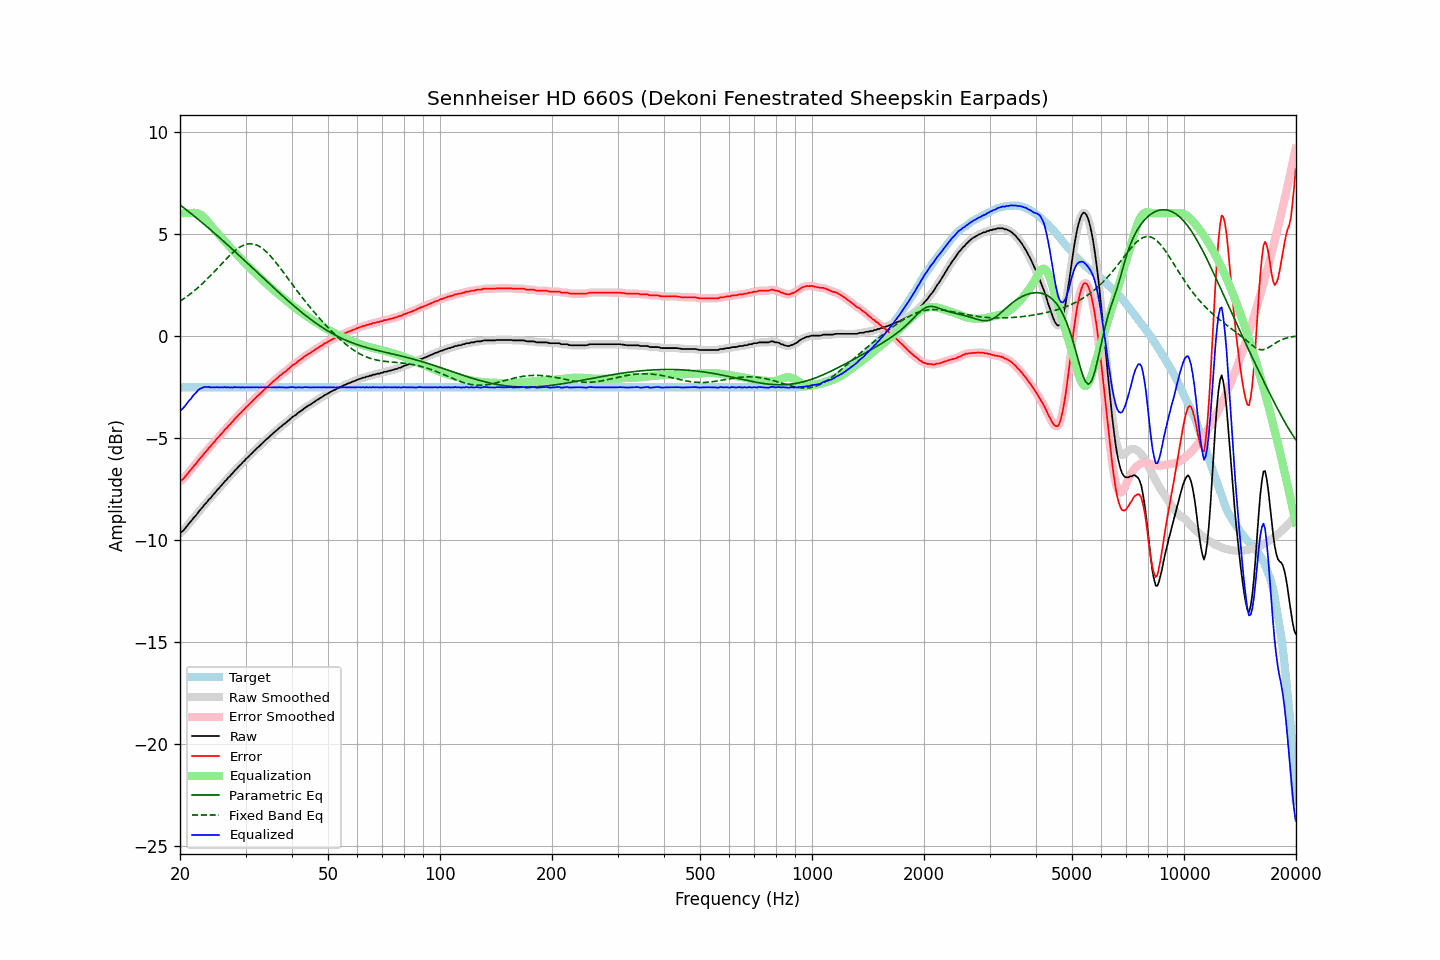 Sennheiser HD 660S (Dekoni Fenestrated Sheepskin Earpads)
Amplitude (dBr)
10
5
0
−5
−10
−15
−20
−25
Target
Raw Smoothed
Error Smoothed
Raw
Error
Equalization
Parametric Eq
Fixed Band Eq
Equalized
20 50 100 200 500 1000 2000 5000 10000 20000
Frequency (Hz)